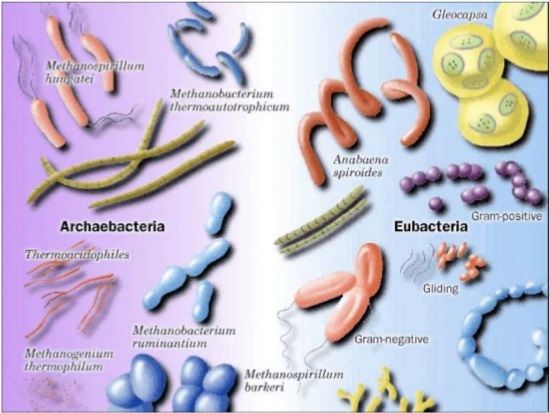 Gleocapsa
Methanospirillum
hungatei
Methanobacterium
thermoautotrophicum
Anabaena
spiroides
Gram-positive
Archaebacteria
Eubacteria
Thermoacidophiles
Gliding
Methanobacterium
ruminantium
Gram-negative
Methanogenium
thermophilum
Methanospirillum
barkeri